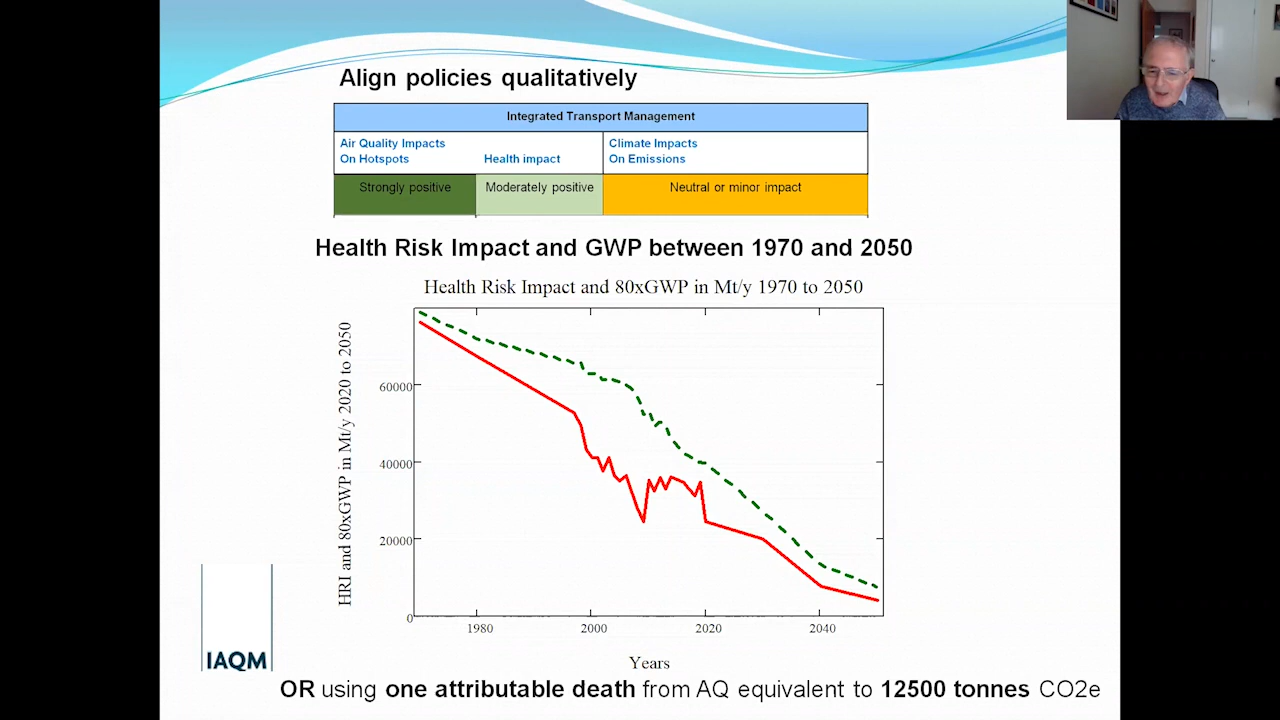 Align policies qualitatively
Integrated Transport Management
Air Quality Impacts
On Hotspots
Health impact
Climate Impacts
On Emissions
Strongly positive
Moderately positive
Neutral or minor impact
Health Risk Impact and GWP between 1970 and 2050
Health Risk Impact and 80xGWP in Mt/y 1970 to 2050
HRI and 80xGWP in Mt/y 2020 to 2050
60000
40000
20000
0
1980
2000
2020
2040
Years
IAQM
OR using one attributable death from AQ equivalent to 12500 tonnes CO2e